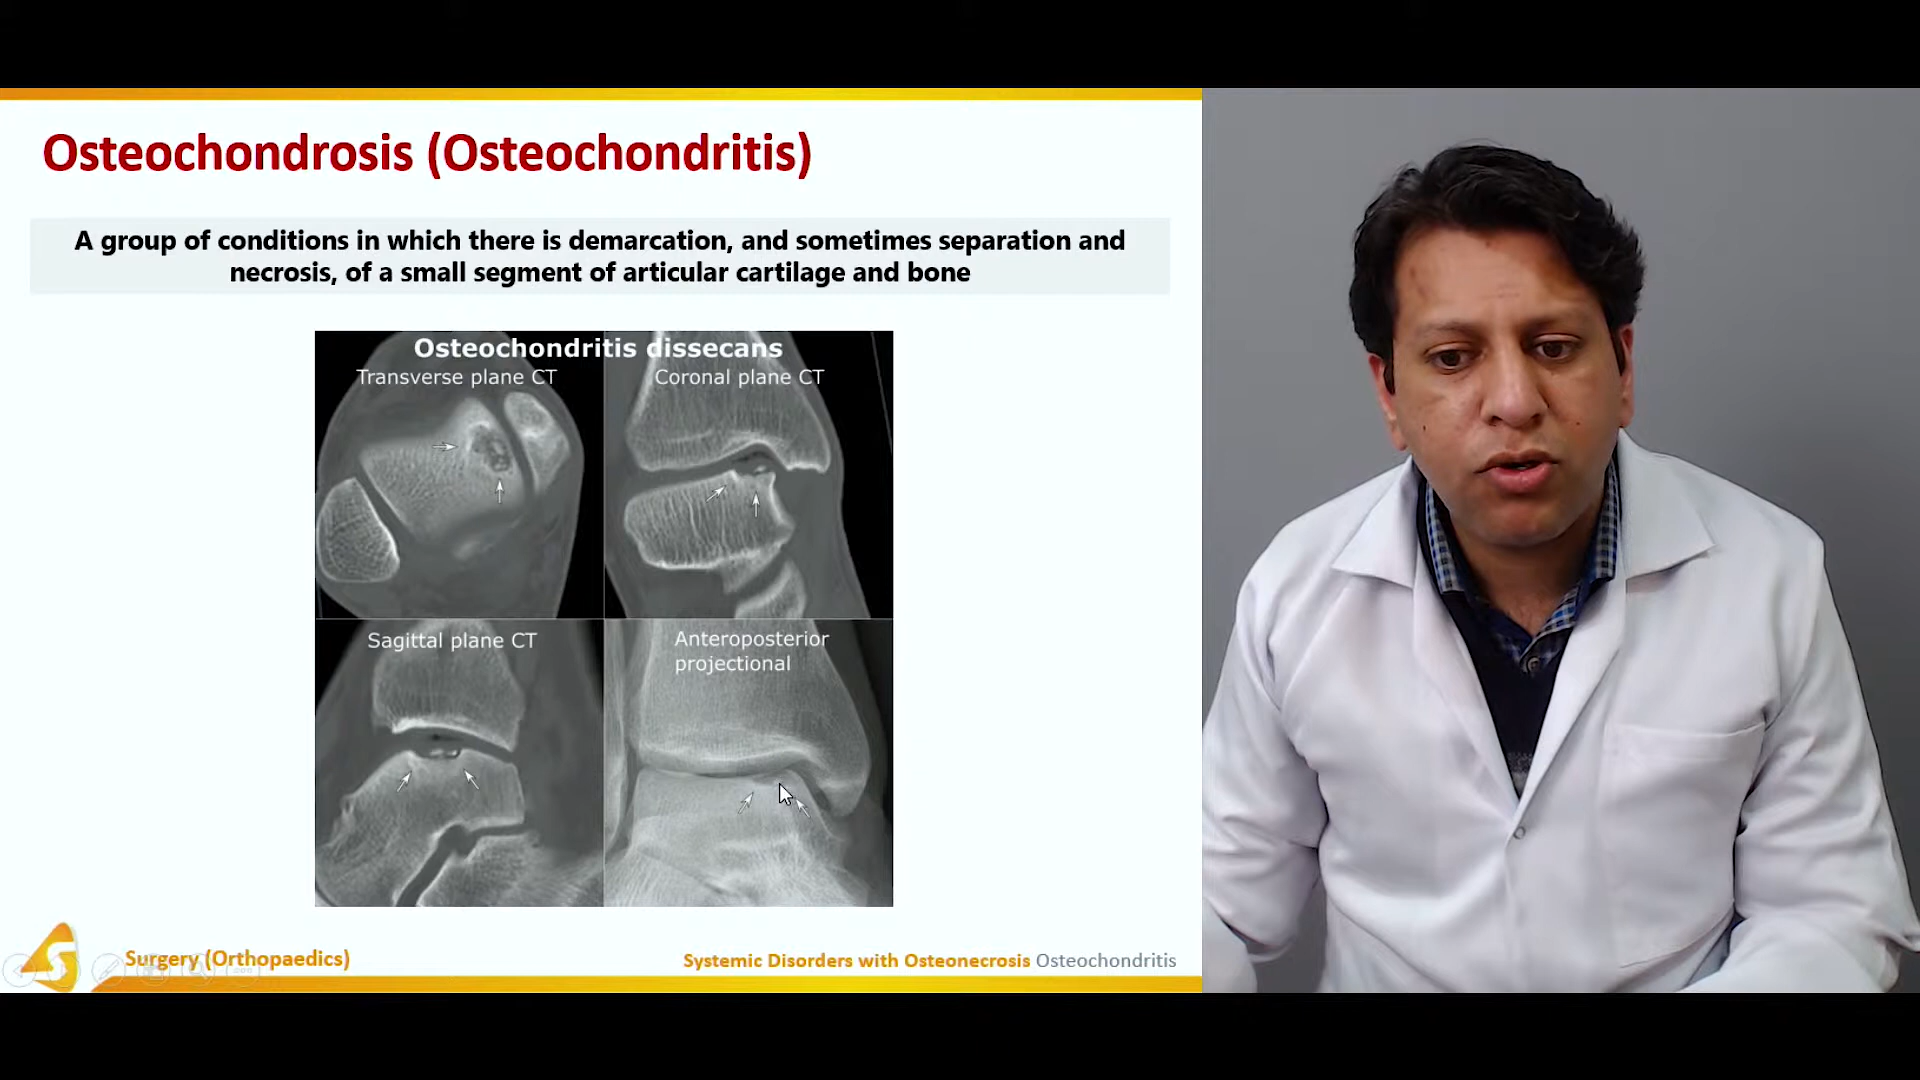 Osteochondrosis (Osteochondritis)
A group of conditions in which there is demarcation, and sometimes separation and
necrosis, of a small segment of articular cartilage and bone
Osteochondritis dissecans
Transverse plane CT
Coronal plane CT
Sagittal plane CT
Anteroposterior
projectional
S
Surgery (Orthopaedics)
Systemic Disorders with Osteonecrosis Osteochondritis